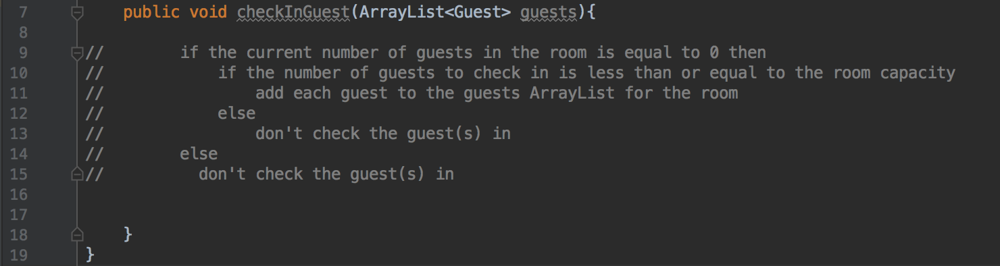 7 public void checkInGuest(ArrayList<Guest> guests){
8
9 // if the current number of guests in the room is equal to 0 then
10 // if the number of guests to check in is less than or equal to the room capacity
11 // add each guest to the guests ArrayList for the room
12 // else
13 // don't check the guest(s) in
14 // else
15 // don't check the guest(s) in
16
17
18 }
19 }